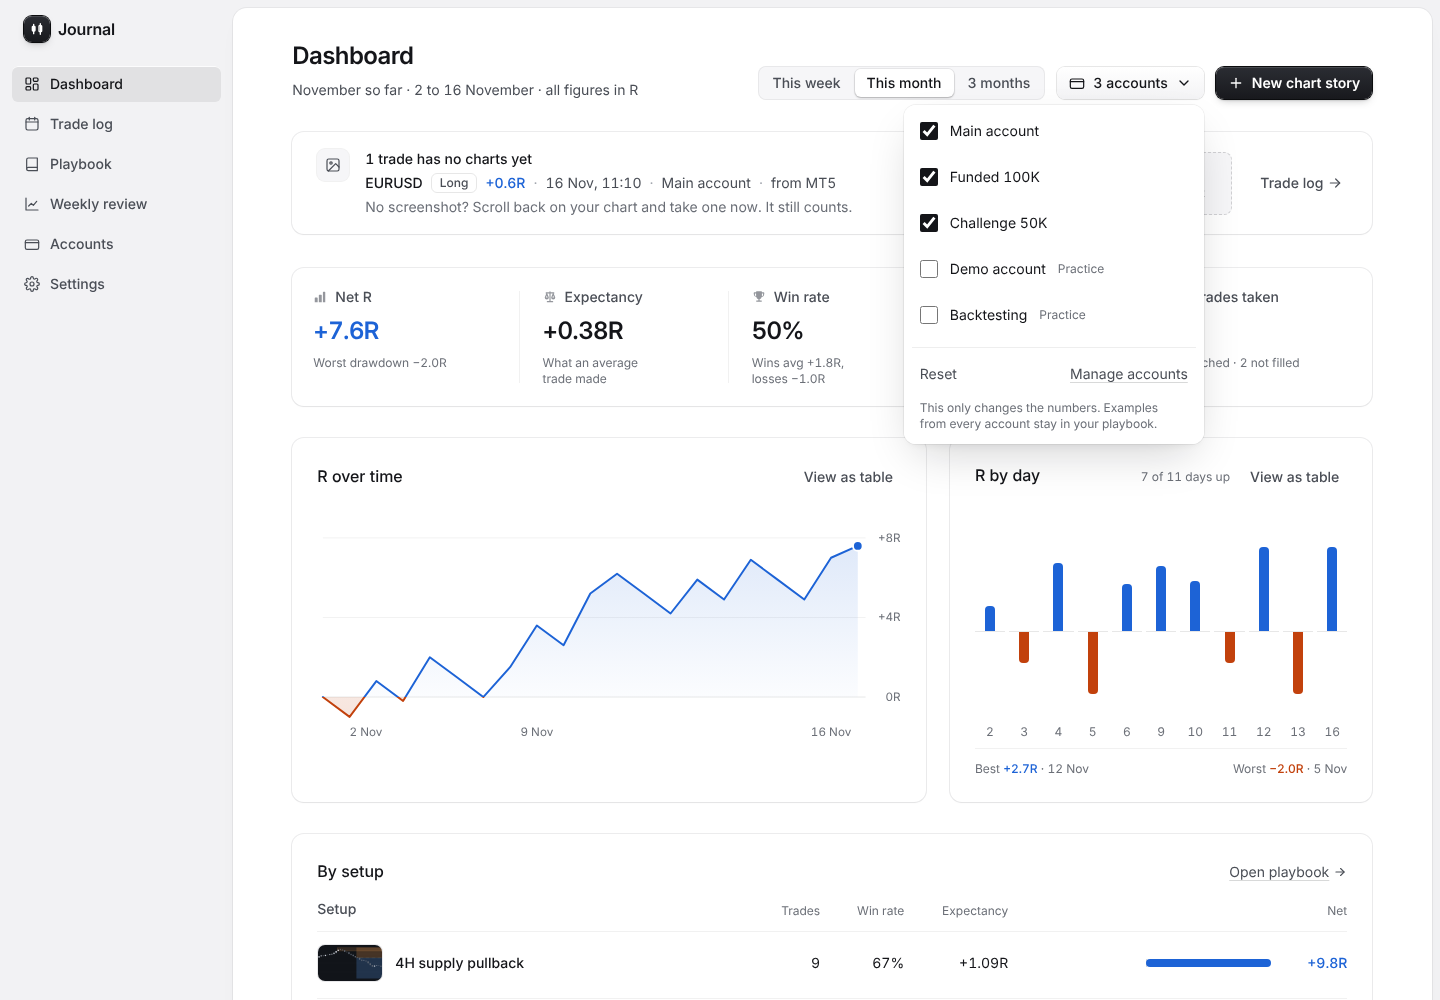 Journal
Dashboard
Trade log
Playbook
Weekly review
Accounts
Settings
Dashboard
November so far · 2 to 16 November · all figures in R
This week
This month
3 months
3 accounts
New chart story
Main account
Funded 100K
Challenge 50K
Demo account Practice
Backtesting Practice
Reset
Manage accounts
This only changes the numbers. Examples
from every account stay in your playbook.
1 trade has no charts yet
EURUSD Long +0.6R · 16 Nov, 11:10 · Main account · from MT5
No screenshot? Scroll back on your chart and take one now. It still counts.
Trade log →
Net R
+7.6R
Worst drawdown −2.0R
Expectancy
+0.38R
What an average
trade made
Win rate
50%
Wins avg +1.8R,
losses −1.0R
taken
· 2 not filled
R over time
View as table
+8R
+4R
0R
2 Nov
9 Nov
16 Nov
R by day
7 of 11 days up
View as table
2 3 4 5 6 9 10 11 12 13 16
Best +2.7R · 12 Nov
Worst −2.0R · 5 Nov
By setup
Open playbook →
Setup Trades Win rate Expectancy Net
4H supply pullback 9 67% +1.09R +9.8R